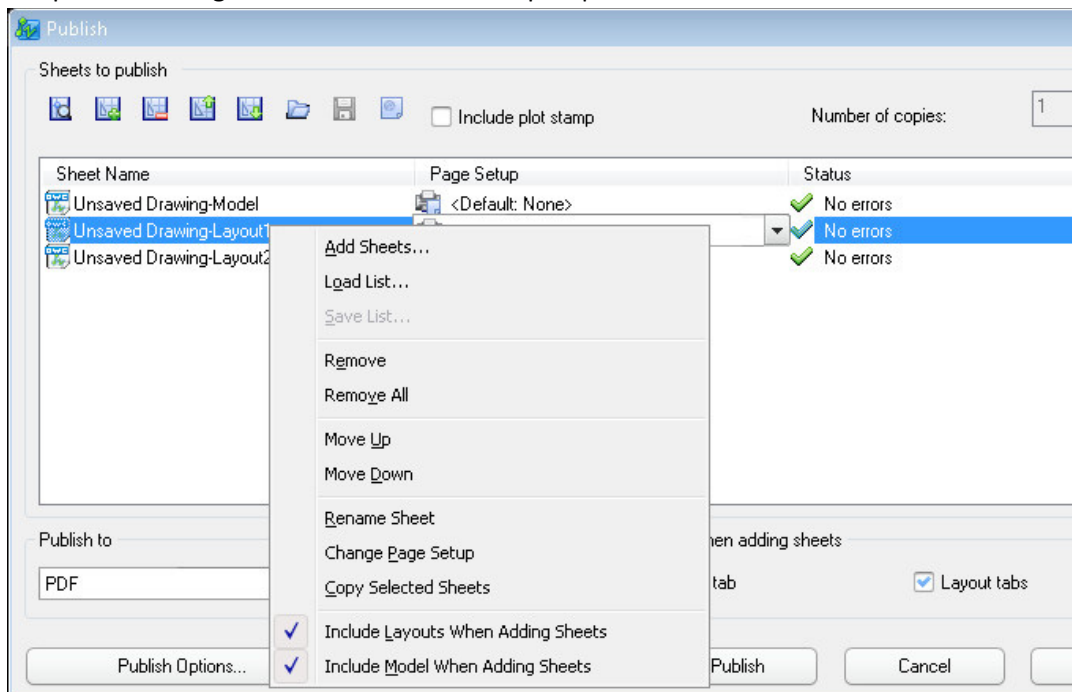 Publish
Sheets to publish
Include plot stamp
Number of copies:
1
Sheet Name
Page Setup
Status
Unsaved Drawing-Model
<Default: None>
No errors
Unsaved Drawing-Layout1
No errors
Unsaved Drawing-Layout2
No errors
Add Sheets...
Load List...
Save List...
Remove
Remove All
Move Up
Move Down
Rename Sheet
Change Page Setup
Copy Selected Sheets
Include Layouts When Adding Sheets
Include Model When Adding Sheets
Publish to
hen adding sheets
PDF
tab
Layout tabs
Publish Options...
Publish
Cancel